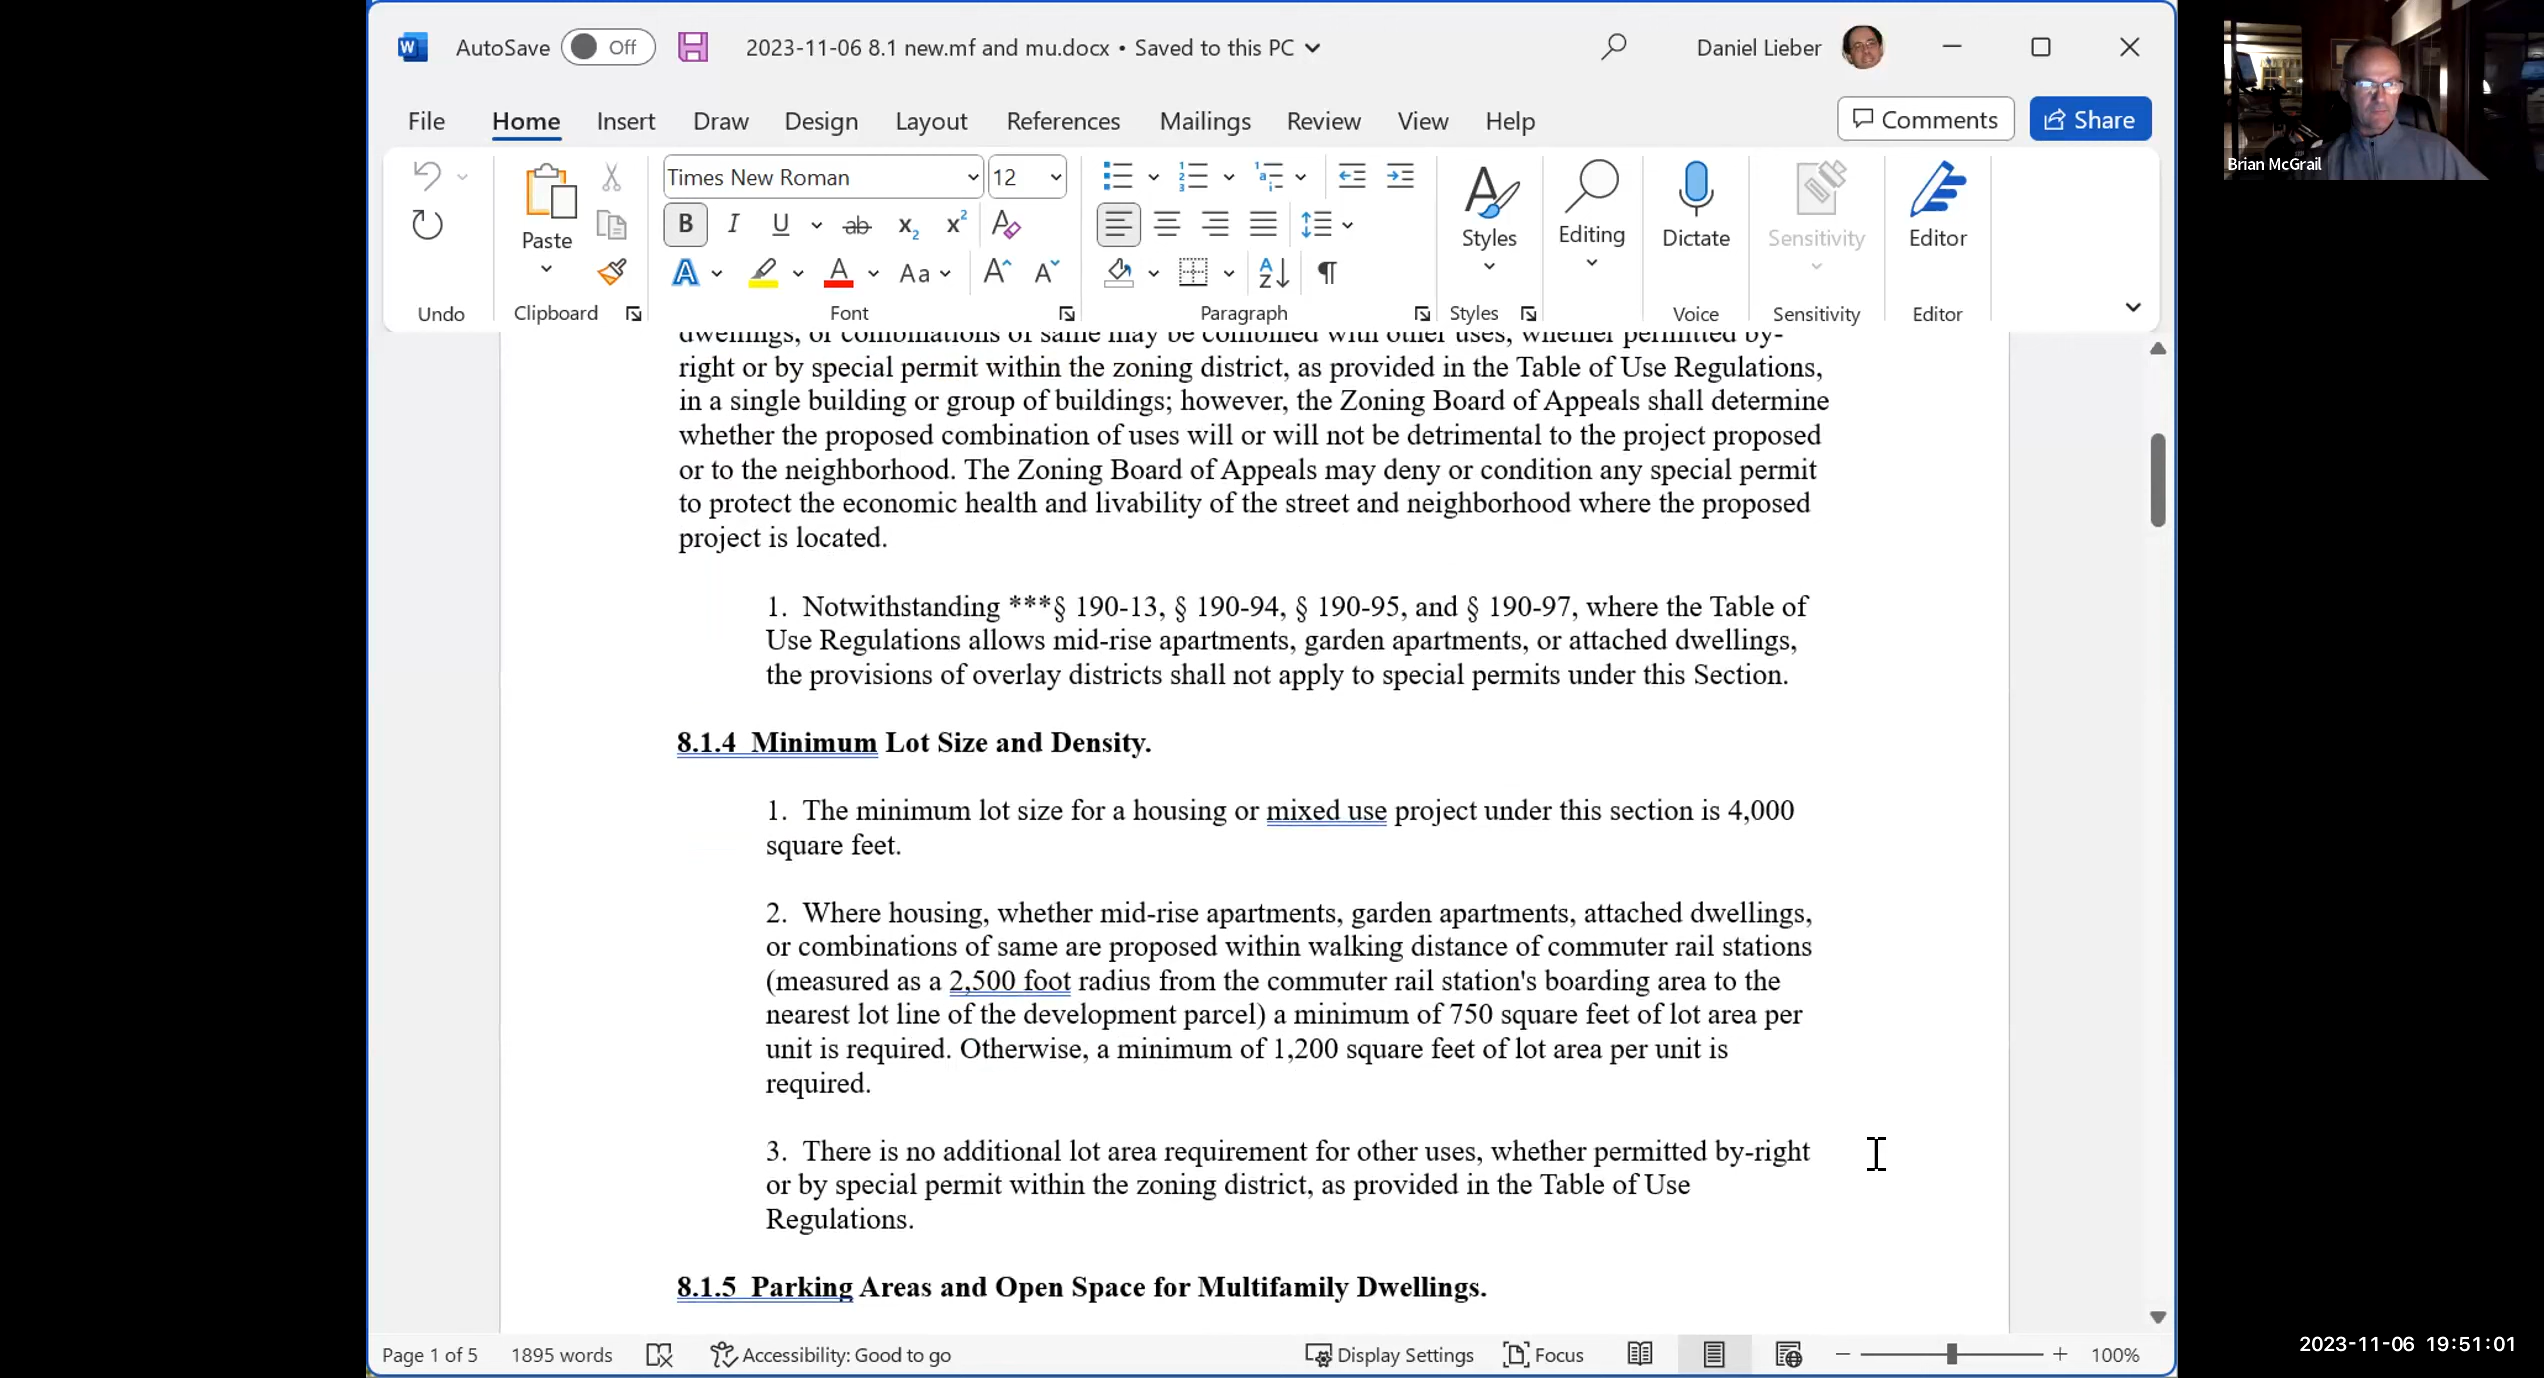 AutoSave Off 2023-11-06 8.1 new.mf and mu.docx • Saved to this PC Daniel Lieber
File Home Insert Draw Design Layout References Mailings Review View Help Comments Share
Brian McGrail
Times New Roman 12
Paste
Styles Editing Dictate Sensitivity Editor
Undo Clipboard Font Paragraph Styles Voice Sensitivity Editor
dwellings, or combinations of same may be combined with other uses, whether permitted by-
right or by special permit within the zoning district, as provided in the Table of Use Regulations,
in a single building or group of buildings; however, the Zoning Board of Appeals shall determine
whether the proposed combination of uses will or will not be detrimental to the project proposed
or to the neighborhood. The Zoning Board of Appeals may deny or condition any special permit
to protect the economic health and livability of the street and neighborhood where the proposed
project is located.
1. Notwithstanding ***§ 190-13, § 190-94, § 190-95, and § 190-97, where the Table of
Use Regulations allows mid-rise apartments, garden apartments, or attached dwellings,
the provisions of overlay districts shall not apply to special permits under this Section.
8.1.4 Minimum Lot Size and Density.
1. The minimum lot size for a housing or mixed use project under this section is 4,000
square feet.
2. Where housing, whether mid-rise apartments, garden apartments, attached dwellings,
or combinations of same are proposed within walking distance of commuter rail stations
(measured as a 2,500 foot radius from the commuter rail station's boarding area to the
nearest lot line of the development parcel) a minimum of 750 square feet of lot area per
unit is required. Otherwise, a minimum of 1,200 square feet of lot area per unit is
required.
3. There is no additional lot area requirement for other uses, whether permitted by-right
or by special permit within the zoning district, as provided in the Table of Use
Regulations.
8.1.5 Parking Areas and Open Space for Multifamily Dwellings.
Page 1 of 5 1895 words Accessibility: Good to go Display Settings Focus 100%
2023-11-06 19:51:01